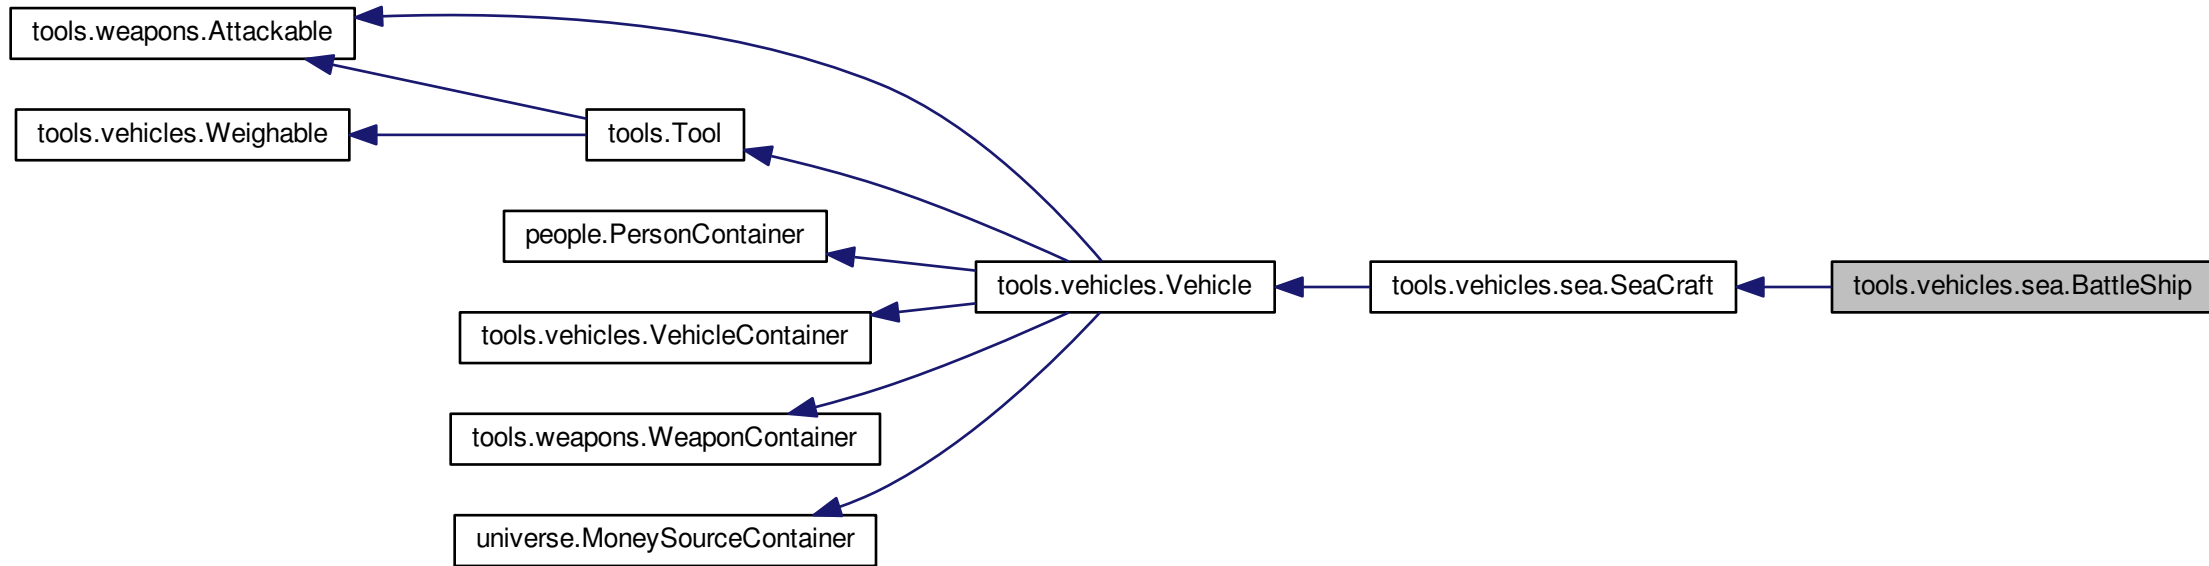 tools.weapons.Attackable
tools.vehicles.Weighable
tools.Tool
people.PersonContainer
tools.vehicles.Vehicle
tools.vehicles.sea.SeaCraft
tools.vehicles.sea.BattleShip
tools.vehicles.VehicleContainer
tools.weapons.WeaponContainer
universe.MoneySourceContainer